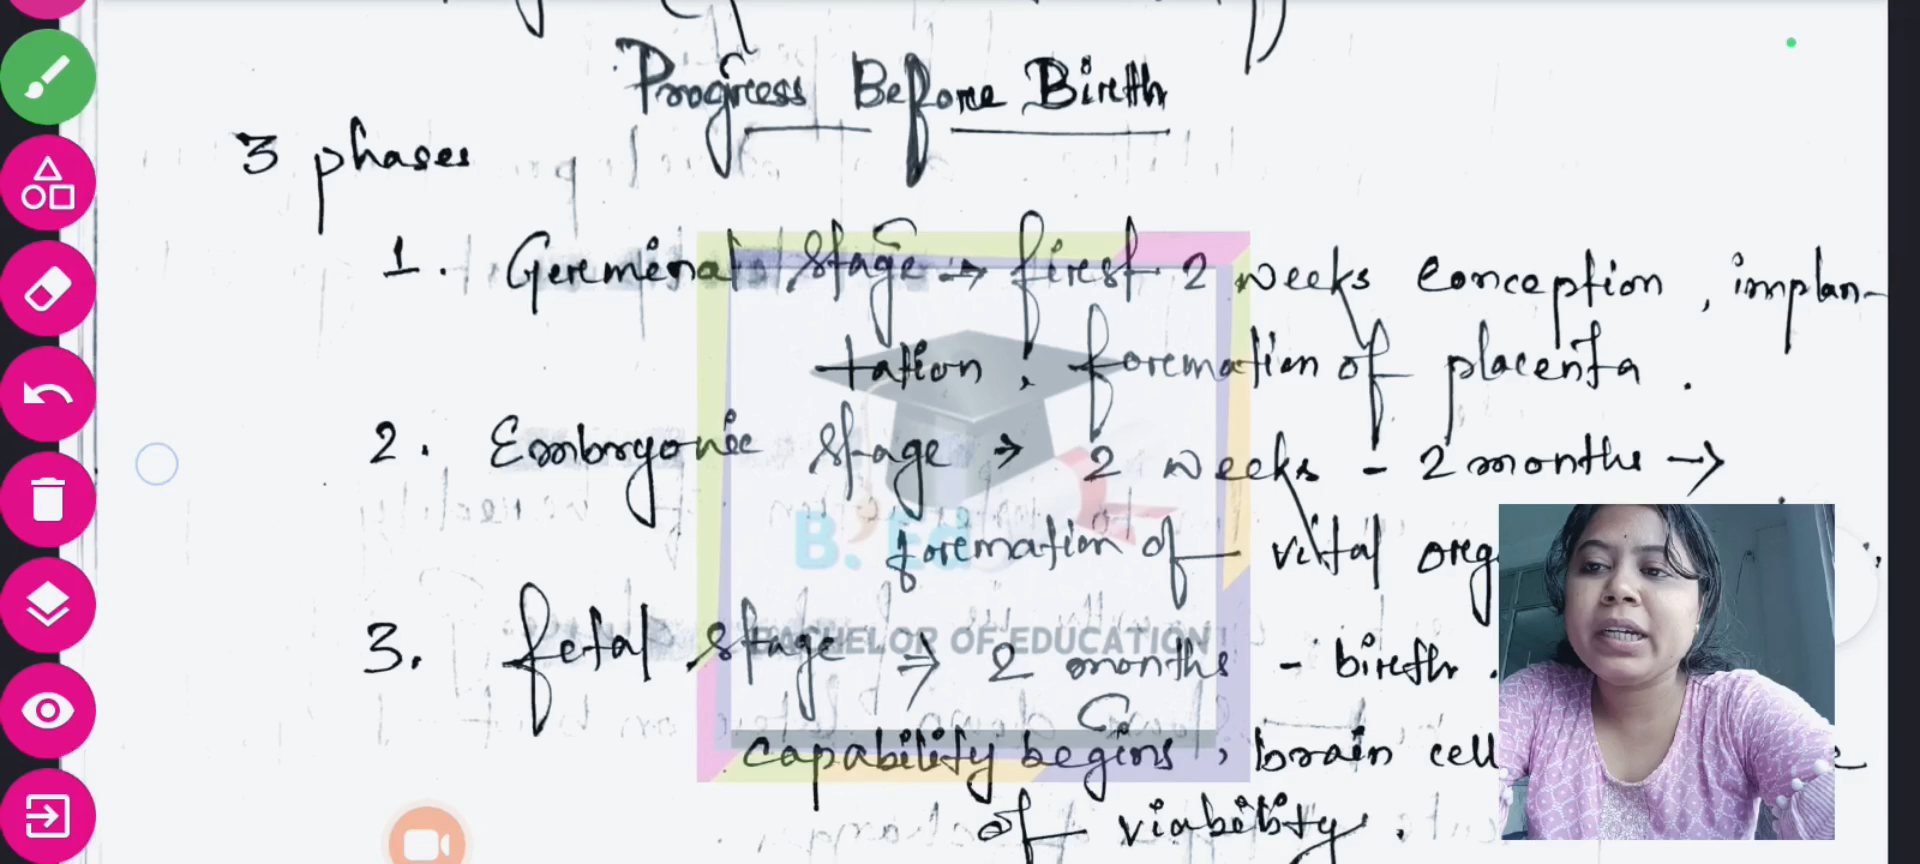 Progress Before Birth
3 phases
1. Germinal stage → first 2 weeks conception, implan-
tation, formation of placenta.
2. Embryonic stage → 2 weeks - 2 months →
formation of vital
3. fetal stage → 2 months - birth.
capability begins, brain cell
of viability.
B.Ed
BACHELOR OF EDUCATION